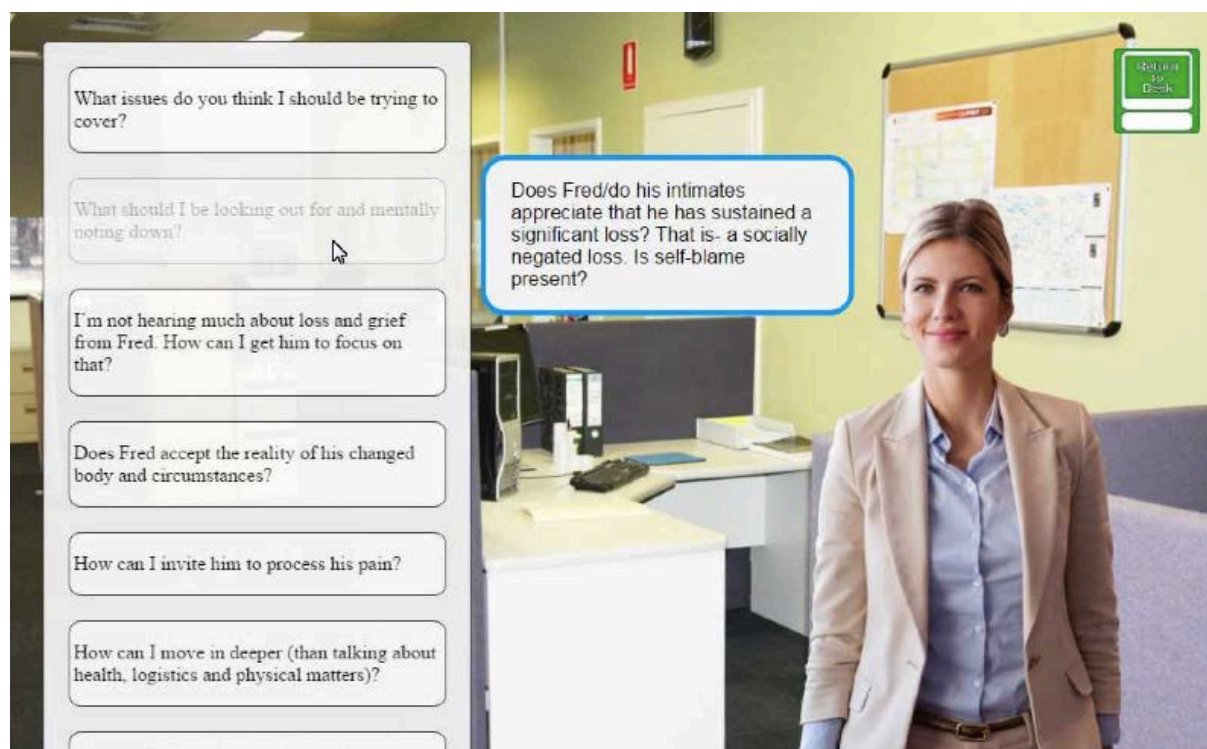 What issues do you think I should be trying to
cover?
What should I be looking out for and mentally
noting down?
I'm not hearing much about loss and grief
from Fred. How can I get him to focus on
that?
Does Fred accept the reality of his changed
body and circumstances?
How can I invite him to process his pain?
How can I move in deeper (than talking about
health, logistics and physical matters)?
Does Fred/do his intimates
appreciate that he has sustained a
significant loss? That is- a socially
negated loss. Is self-blame
present?
Return
to
Desk